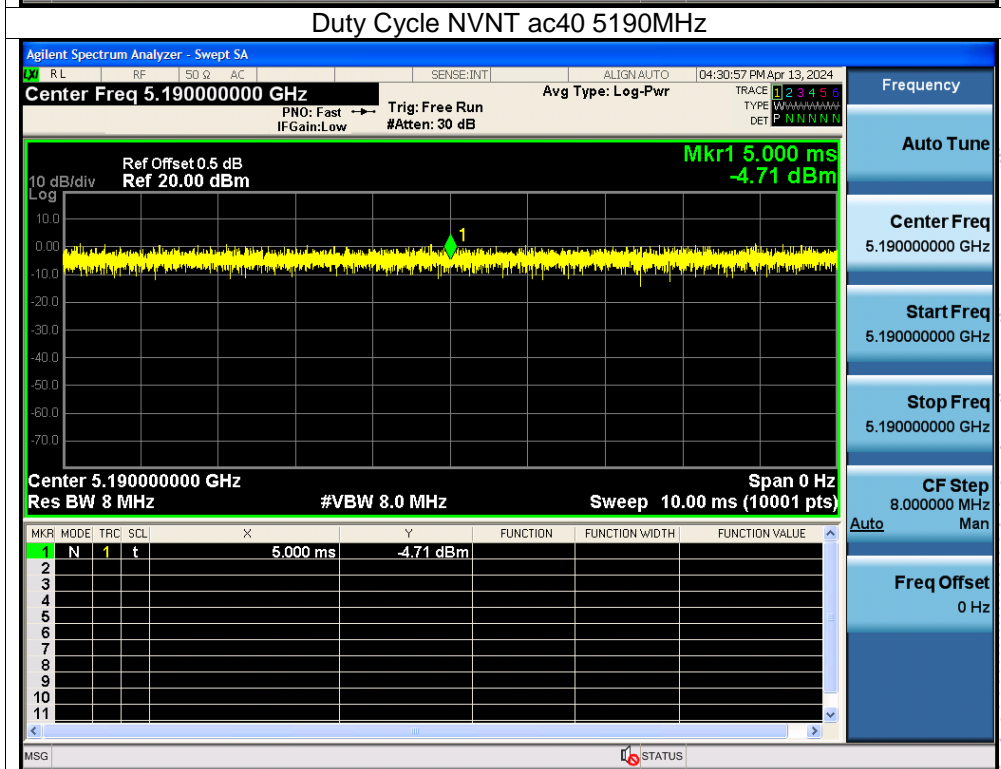 Duty Cycle NVNT ac40 5190MHz
Agilent Spectrum Analyzer - Swept SA
LXI RL RF 50 Ω AC SENSE:INT ALIGN AUTO 04:30:57 PM Apr 13, 2024
Center Freq 5.190000000 GHz Avg Type: Log-Pwr TRACE 1 2 3 4 5 6
PNO: Fast Trig: Free Run TYPE WWWWWW
IFGain:Low #Atten: 30 dB DET P N N N N N
Mkr1 5.000 ms
Ref Offset 0.5 dB
10 dB/div Ref 20.00 dBm -4.71 dBm
Log
10.0
1
0.00
-10.0
-20.0
-30.0
-40.0
-50.0
-60.0
-70.0
Center 5.190000000 GHz Span 0 Hz
Res BW 8 MHz #VBW 8.0 MHz Sweep 10.00 ms (10001 pts)
MKR MODE TRC SCL X Y FUNCTION FUNCTION WIDTH FUNCTION VALUE
1 N 1 t 5.000 ms -4.71 dBm
2
3
4
5
6
7
8
9
10
11
MSG STATUS
Frequency
Auto Tune
Center Freq
5.190000000 GHz
Start Freq
5.190000000 GHz
Stop Freq
5.190000000 GHz
CF Step
8.000000 MHz
Auto Man
Freq Offset
0 Hz